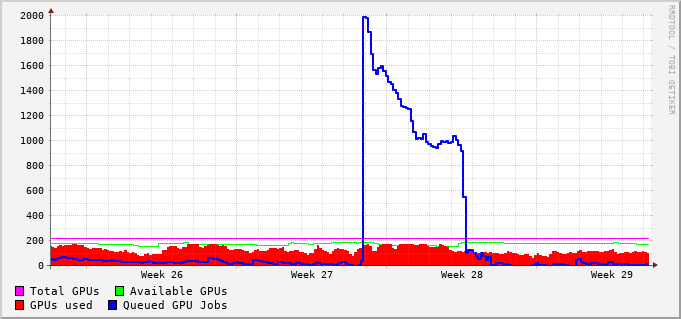 2000
1800
1600
1400
1200
1000
800
600
400
200
0
Week 26 Week 27 Week 28 Week 29
Total GPUs Available GPUs
GPUs used Queued GPU Jobs
RRDTOOL / TOBI OETIKER